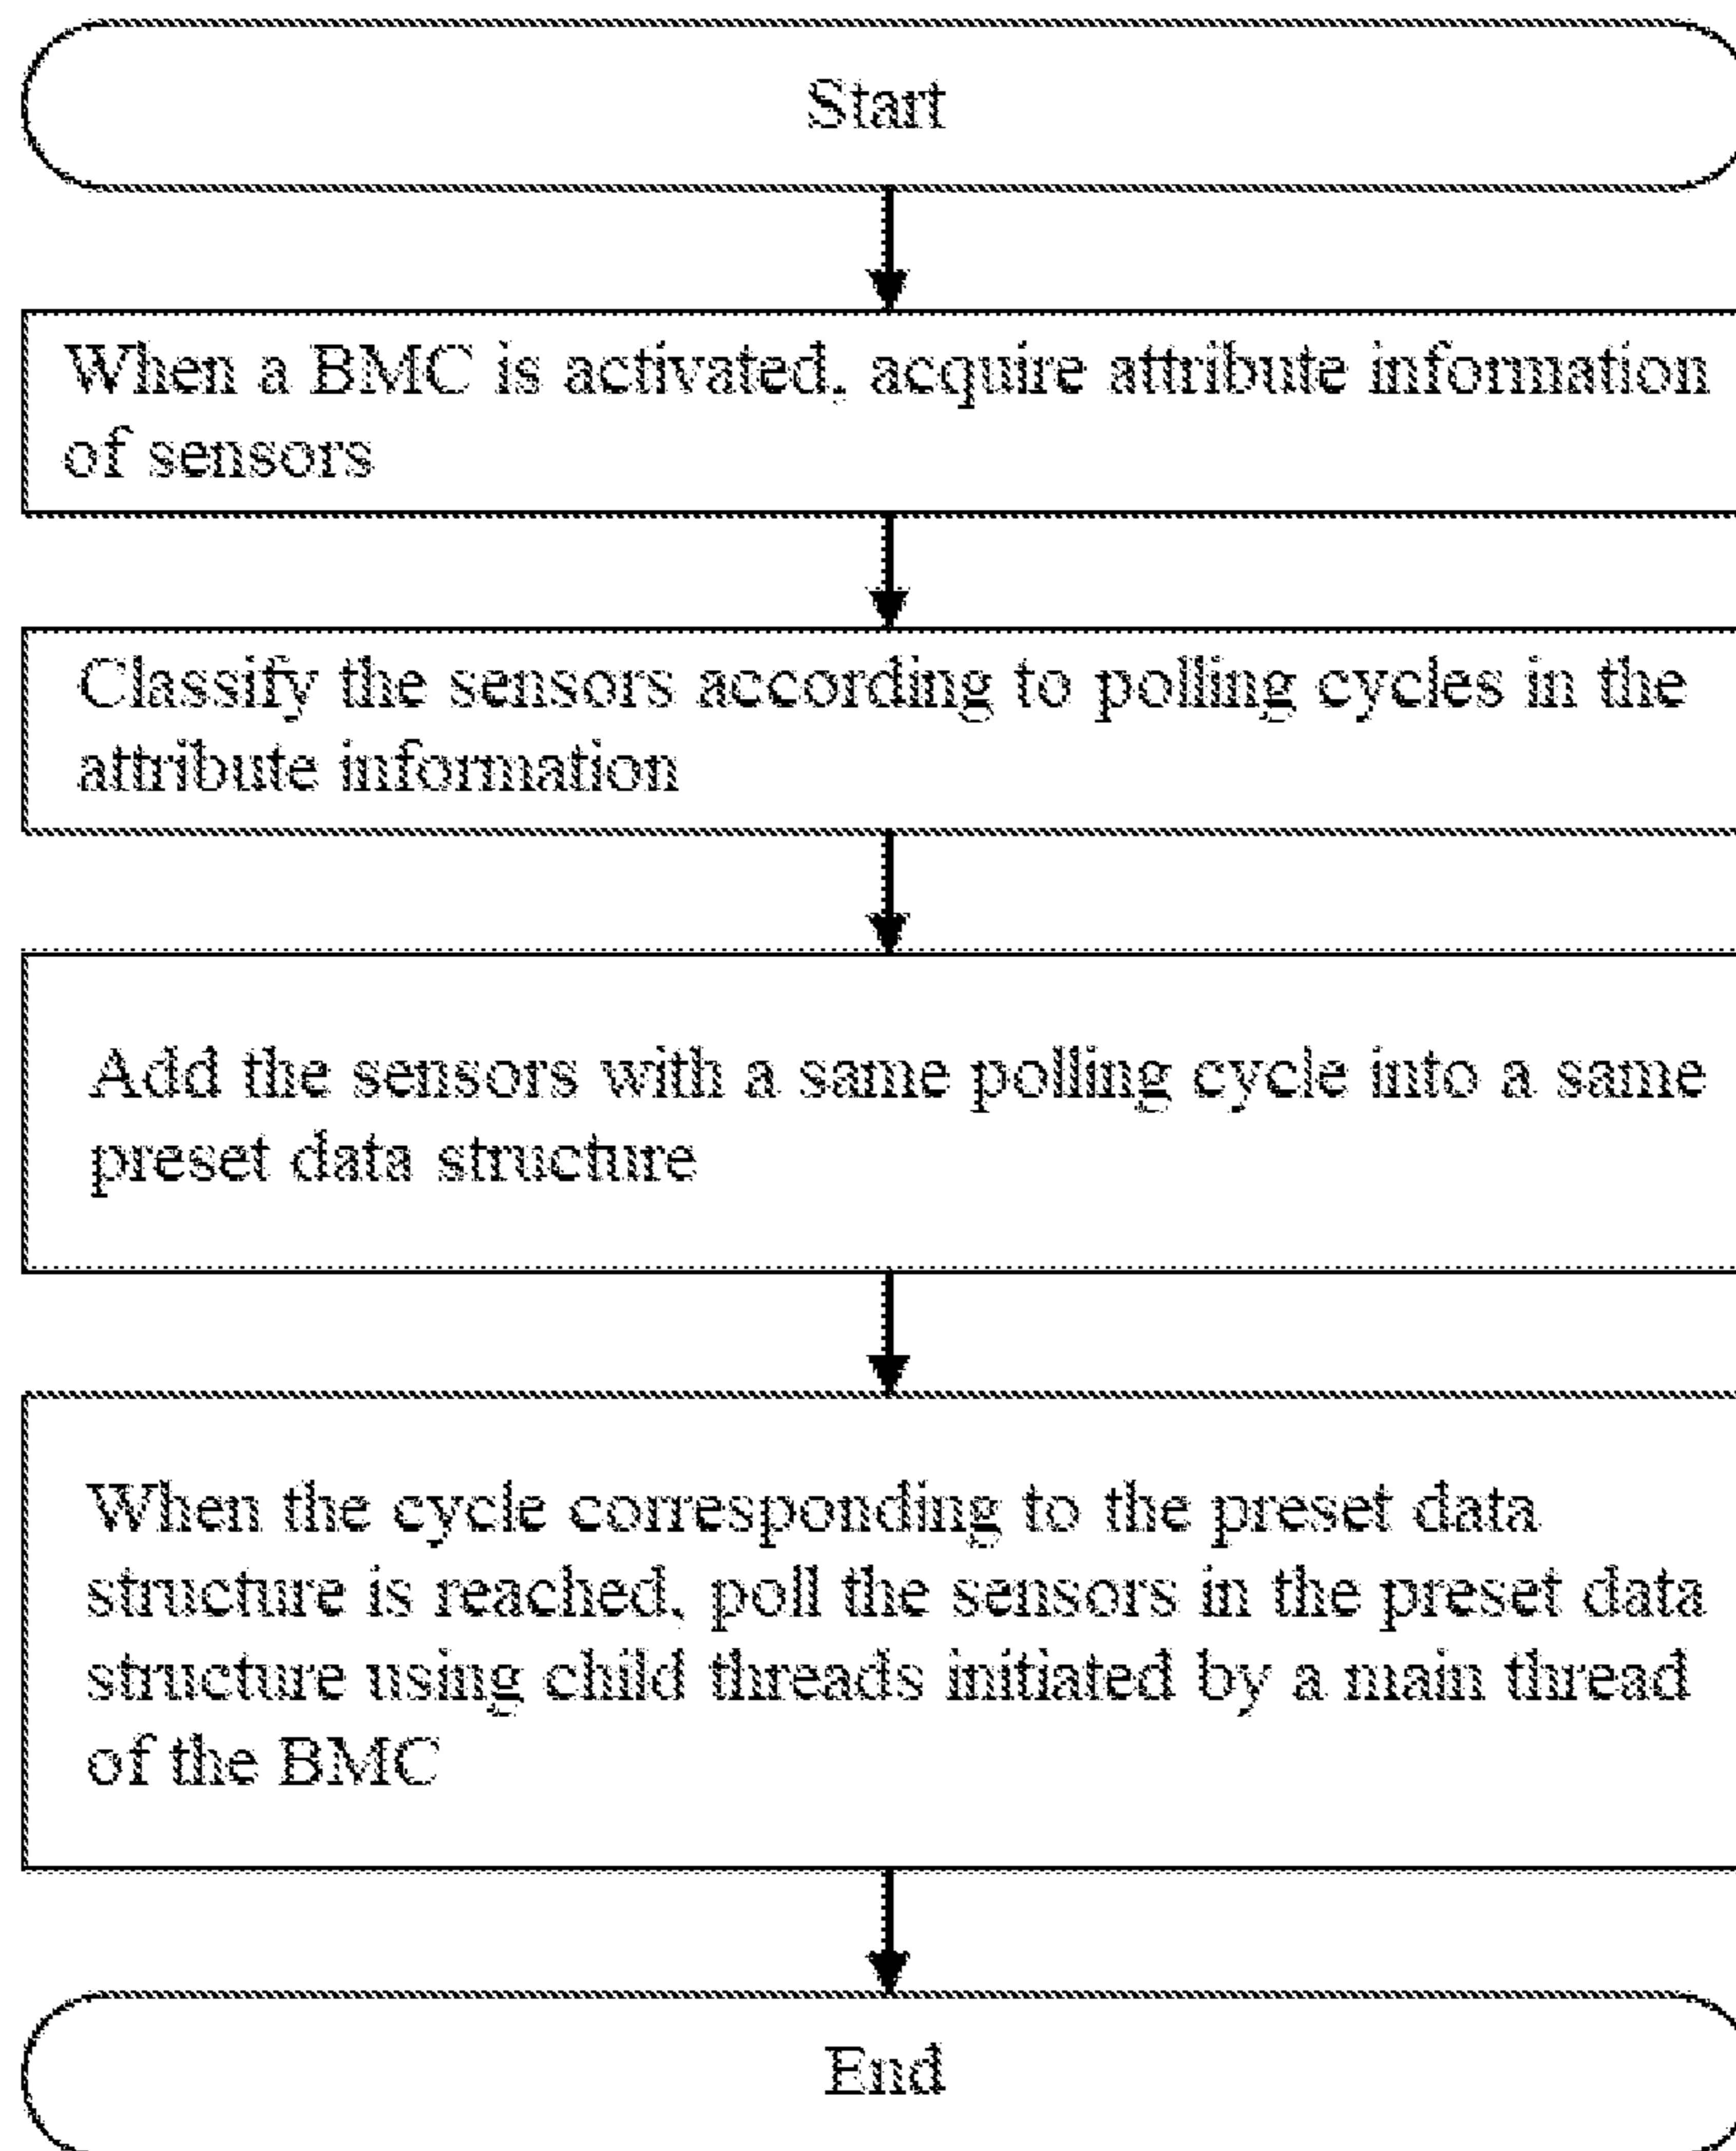 Start
When a BMC is activated, acquire attribute information
of sensors
Classify the sensors according to polling cycles in the
attribute information
Add the sensors with a same polling cycle into a same
preset data structure
When the cycle corresponding to the preset data
structure is reached, poll the sensors in the preset data
structure using child threads initiated by a main thread
of the BMC
End